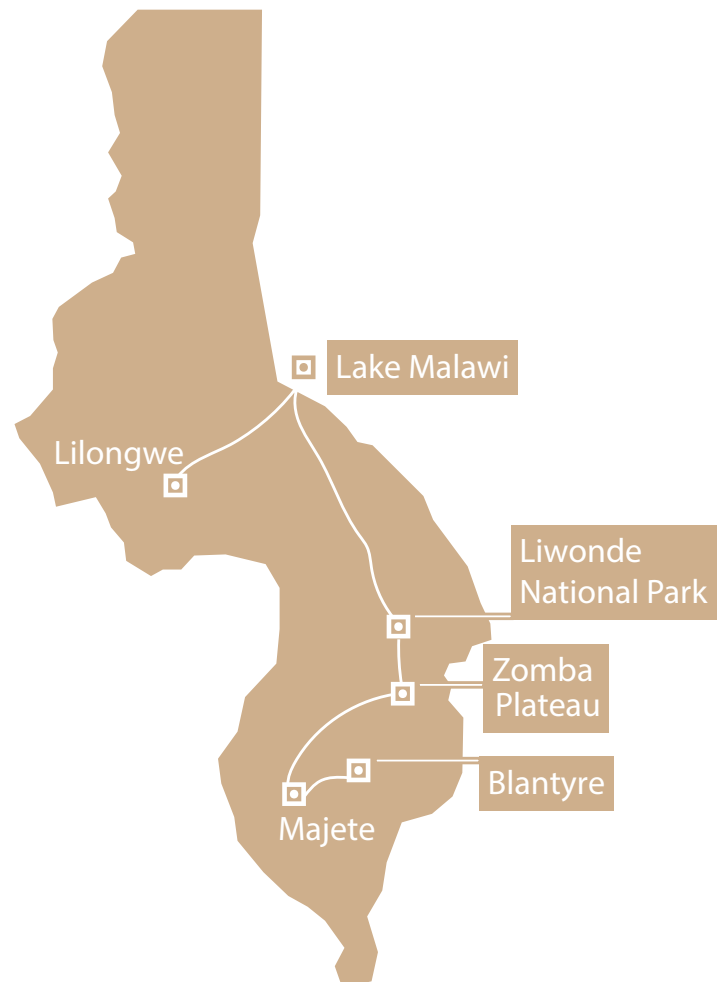 Lake Malawi
Lilongwe
Liwonde
National Park
Zomba
Plateau
Blantyre
Majete